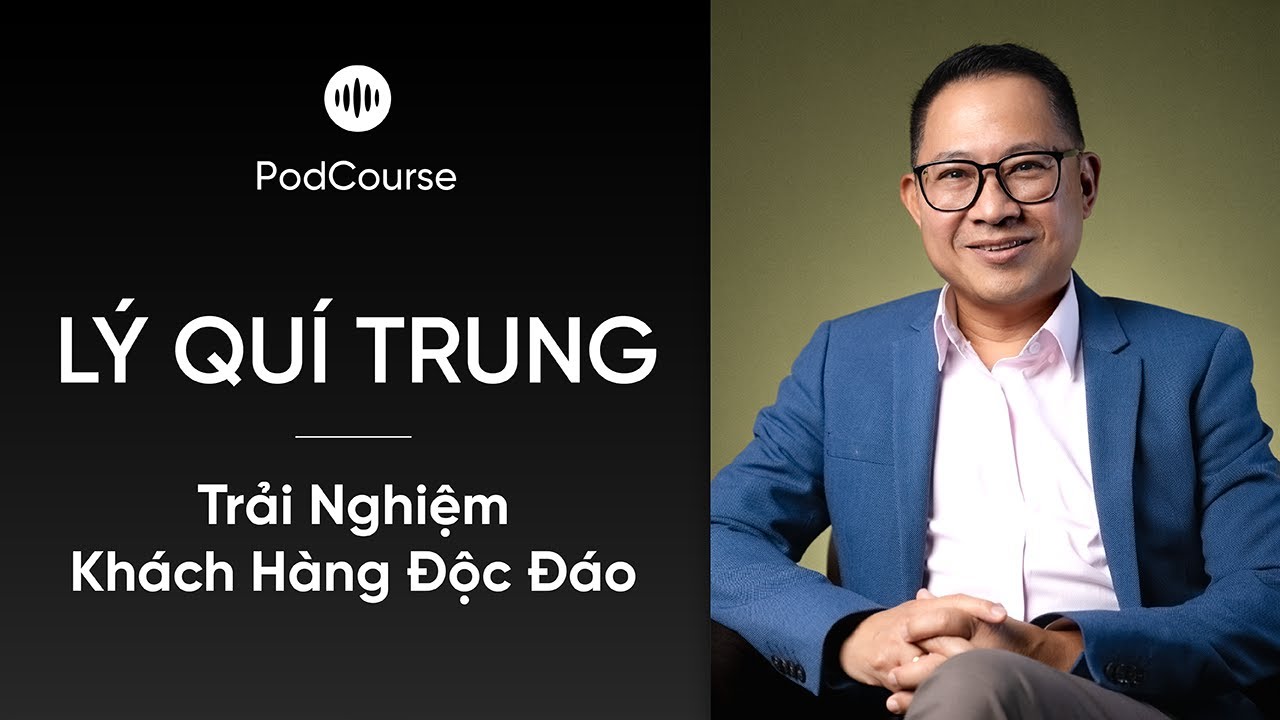 PodCourse
LÝ QUÍ TRUNG
Trải Nghiệm
Khách Hàng Độc Đáo